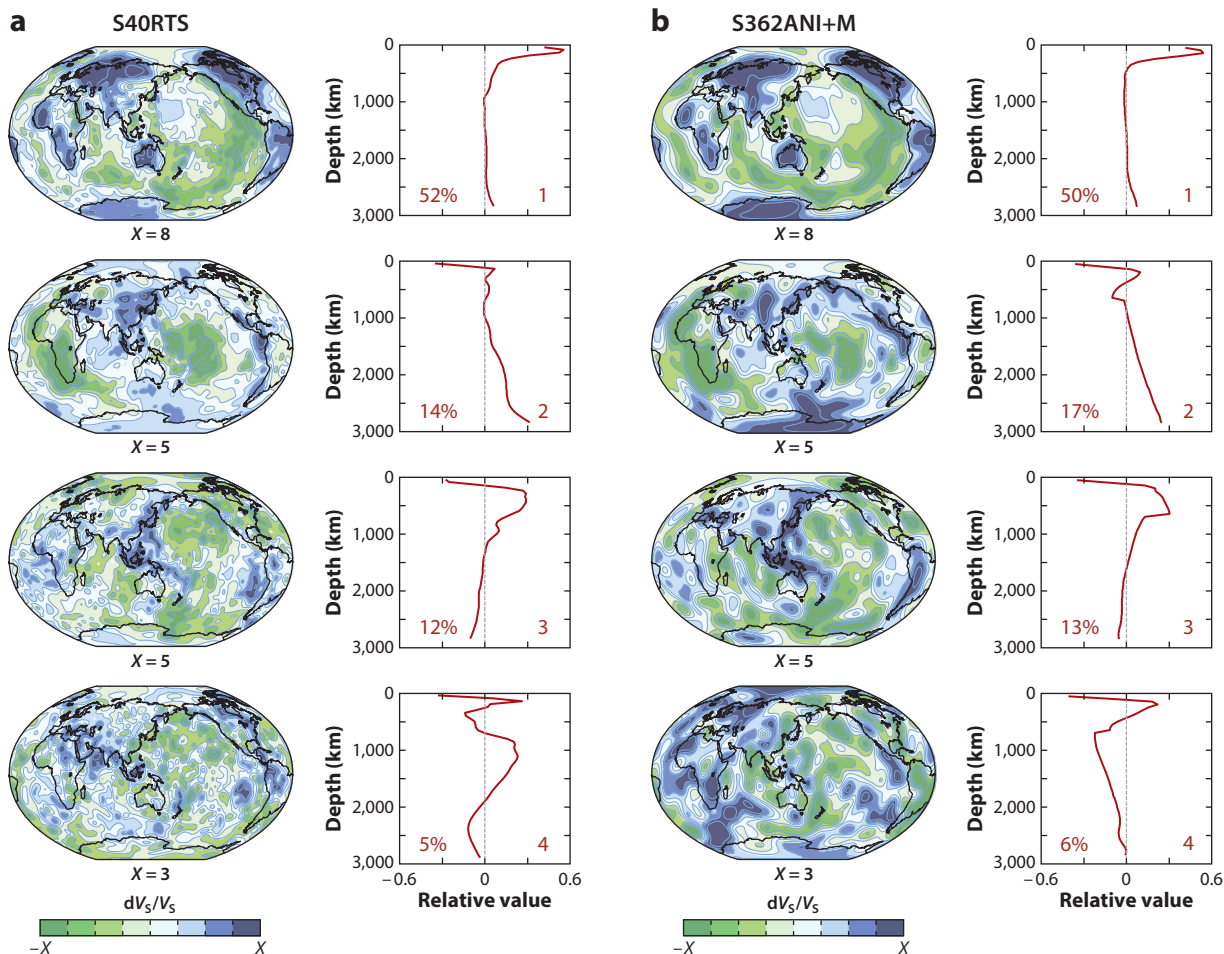 a
S40RTS
b
S362ANI+M
0
1,000
2,000
3,000
Depth (km)
52%
1
X = 8
0
1,000
2,000
3,000
Depth (km)
50%
1
X = 8
0
1,000
2,000
3,000
Depth (km)
14%
2
X = 5
0
1,000
2,000
3,000
Depth (km)
17%
2
X = 5
0
1,000
2,000
3,000
Depth (km)
12%
3
X = 5
0
1,000
2,000
3,000
Depth (km)
13%
3
X = 5
0
1,000
2,000
3,000
Depth (km)
5%
4
X = 3
−0.6 0 0.6
Relative value
0
1,000
2,000
3,000
Depth (km)
6%
4
X = 3
−0.6 0 0.6
Relative value
dVS/VS
−X X
dVS/VS
−X X